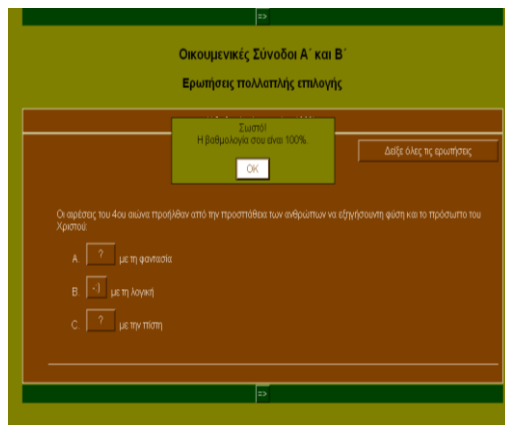 =>
Οικουμενικές Σύνοδοι Α΄ και Β΄
Ερωτήσεις πολλαπλής επιλογής
Σωστό!
Η βαθμολογία σου είναι 100%.
OK
Δείξε όλες τις ερωτήσεις
Οι αιρέσεις του 4ου αιώνα προήλθαν από την προσπάθεια των ανθρώπων να εξηγήσουντη φύση και το πρόσωπο του
Χριστού:
A. ? με τη φαντασία
B. :-) με τη λογική
C. ? με την πίστη
=>